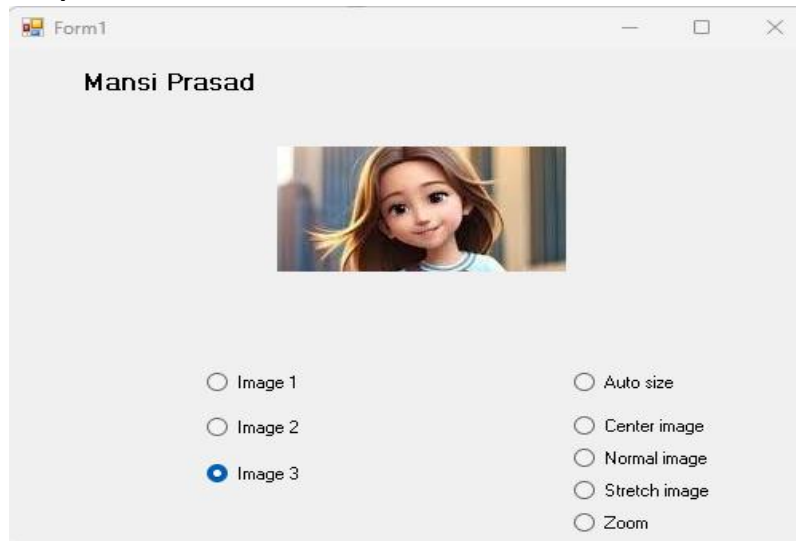 Form1
Mansi Prasad
Image 1
Image 2
Image 3
Auto size
Center image
Normal image
Stretch image
Zoom